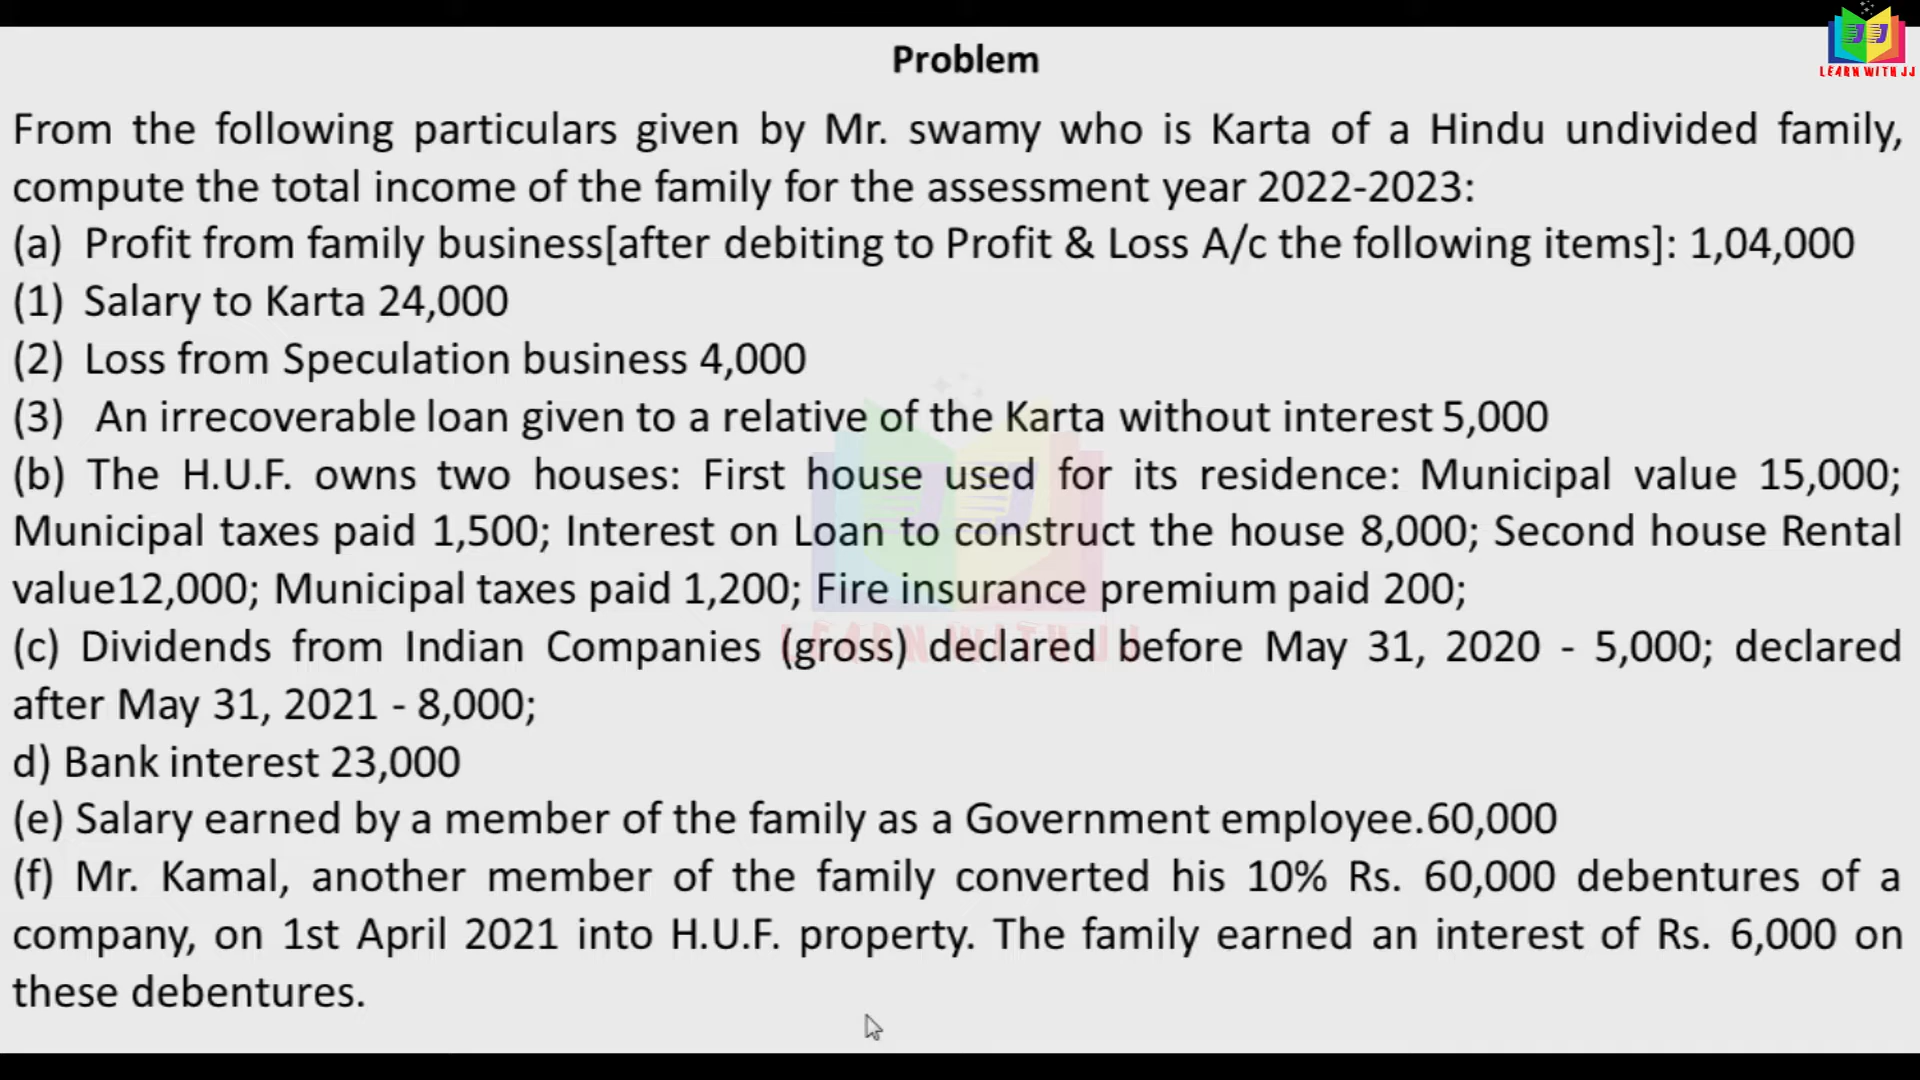 Problem
LEARN WITH JJ
From the following particulars given by Mr. swamy who is Karta of a Hindu undivided family,
compute the total income of the family for the assessment year 2022-2023:
(a) Profit from family business[after debiting to Profit & Loss A/c the following items]: 1,04,000
(1) Salary to Karta 24,000
(2) Loss from Speculation business 4,000
(3) An irrecoverable loan given to a relative of the Karta without interest 5,000
(b) The H.U.F. owns two houses: First house used for its residence: Municipal value 15,000;
Municipal taxes paid 1,500; Interest on Loan to construct the house 8,000; Second house Rental
value12,000; Municipal taxes paid 1,200; Fire insurance premium paid 200;
(c) Dividends from Indian Companies (gross) declared before May 31, 2020 - 5,000; declared
after May 31, 2021 - 8,000;
LEARN WITH JJ
d) Bank interest 23,000
(e) Salary earned by a member of the family as a Government employee.60,000
(f) Mr. Kamal, another member of the family converted his 10% Rs. 60,000 debentures of a
company, on 1st April 2021 into H.U.F. property. The family earned an interest of Rs. 6,000 on
these debentures.